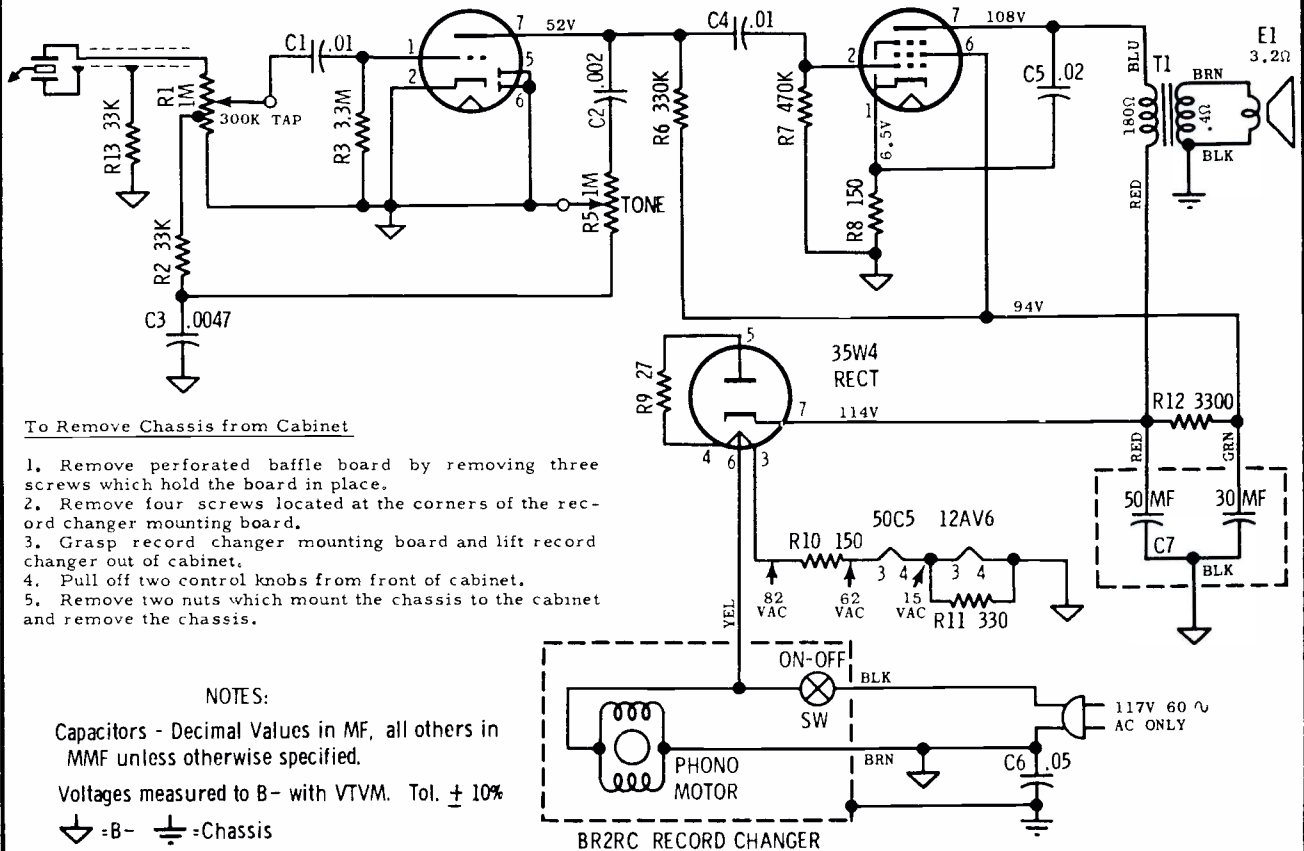 C1 .01
1
7
52V
5
2
6
R1 1M
300K TAP
R13 33K
R3 3.3M
R2 33K
C3 .0047
C2 .002
R5 1M
TONE
R6 330K
C4 .01
R7 470K
2
7
108V
6
1
6.5V
R8 150
C5 .02
BLU
T1
180Ω
.4Ω
BRN
BLK
E1
3.2Ω
RED
94V
5
35W4
RECT
R9 27
7
114V
4
6
3
R12 3300
RED
GRN
50 MF
30 MF
C7
BLK
To Remove Chassis from Cabinet
1. Remove perforated baffle board by removing three
screws which hold the board in place.
2. Remove four screws located at the corners of the rec-
ord changer mounting board.
3. Grasp record changer mounting board and lift record
changer out of cabinet.
4. Pull off two control knobs from front of cabinet.
5. Remove two nuts which mount the chassis to the cabinet
and remove the chassis.
50C5
12AV6
R10 150
3
4
3
4
82
VAC
62
VAC
15
VAC
R11 330
YEL
NOTES:
Capacitors - Decimal Values in MF, all others in
MMF unless otherwise specified.
Voltages measured to B- with VTVM. Tol. ± 10%
=B-
=Chassis
ON-OFF
SW
BLK
117V 60 ∿
AC ONLY
PHONO
MOTOR
BRN
C6 .05
BR2RC RECORD CHANGER